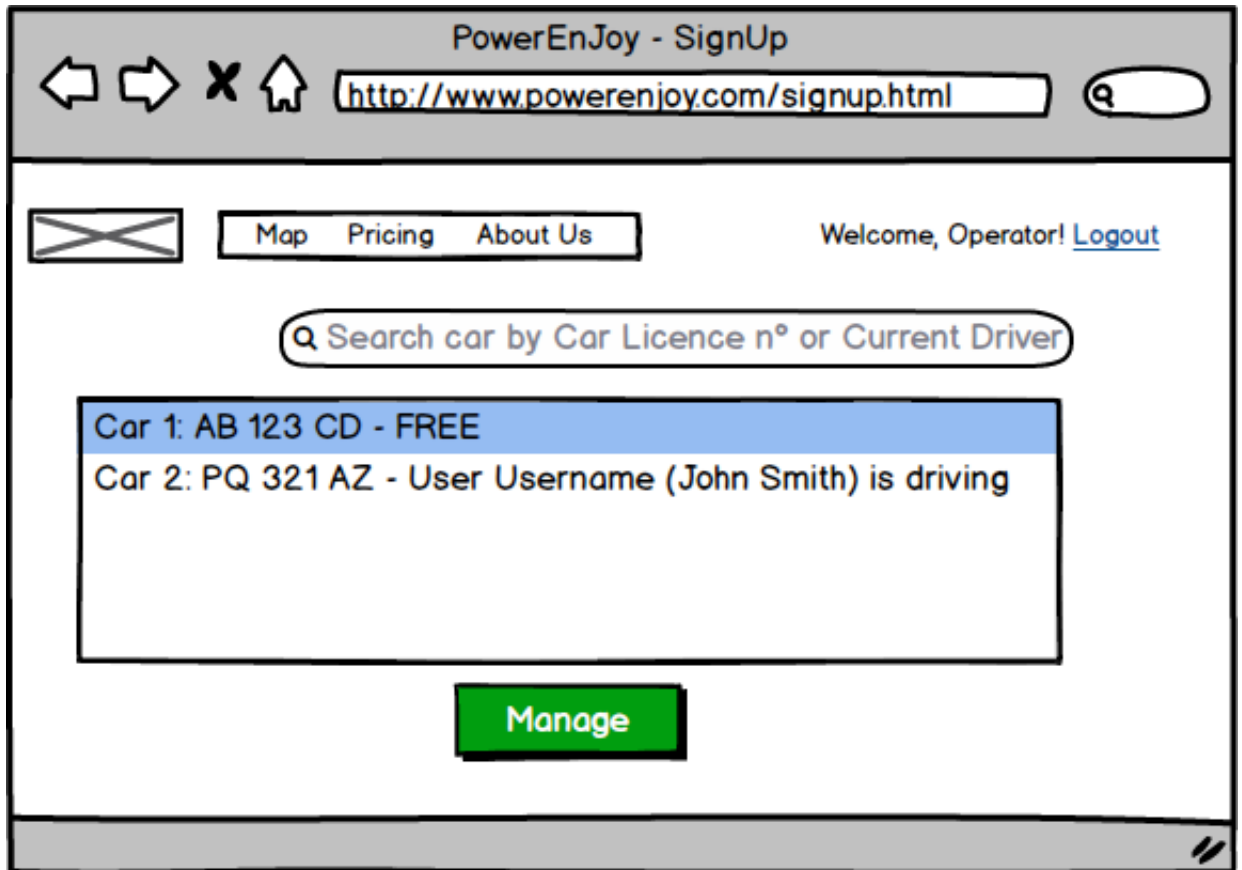 PowerEnJoy - SignUp
http://www.powerenjoy.com/signup.html
Map Pricing About Us Welcome, Operator! Logout
Search car by Car Licence n° or Current Driver
Car 1: AB 123 CD - FREE
Car 2: PQ 321 AZ - User Username (John Smith) is driving
Manage